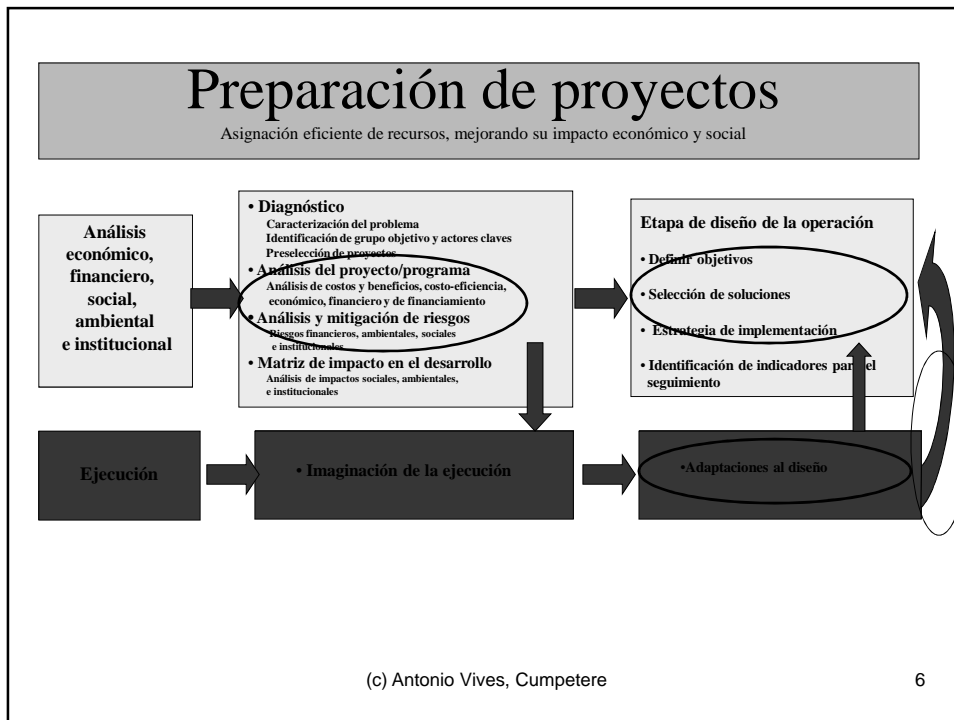 Preparación de proyectos
Asignación eficiente de recursos, mejorando su impacto económico y social
Análisis
económico,
financiero,
social,
ambiental
e institucional
• Diagnóstico
Caracterización del problema
Identificación de grupo objetivo y actores claves
Preselección de proyectos
• Análisis del proyecto/programa
Análisis de costos y beneficios, costo-eficiencia,
económico, financiero y de financiamiento
• Análisis y mitigación de riesgos
Riesgos financieros, ambientales, sociales
e institucionales
• Matriz de impacto en el desarrollo
Análisis de impactos sociales, ambientales,
e institucionales
Etapa de diseño de la operación
• Definir objetivos
• Selección de soluciones
• Estrategia de implementación
• Identificación de indicadores para el
seguimiento
Ejecución
• Imaginación de la ejecución
•Adaptaciones al diseño
(c) Antonio Vives, Cumpetere
6